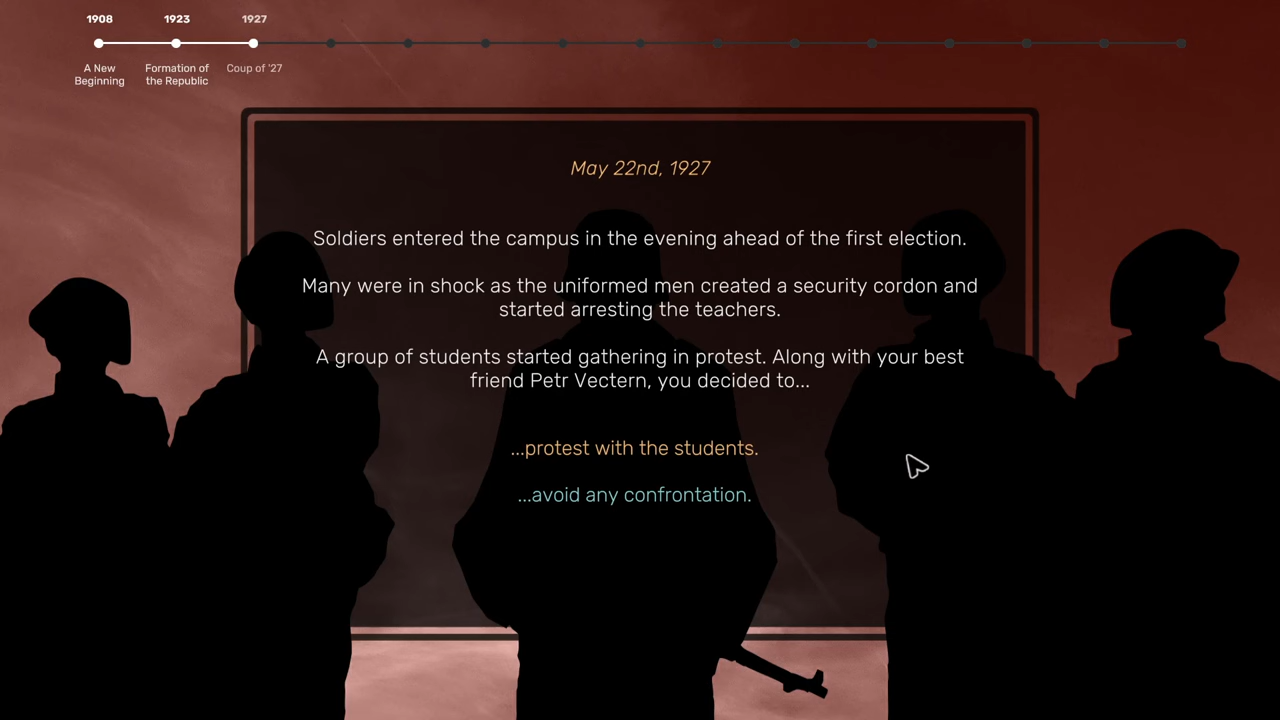 1908
1923
1927
A New
Beginning
Formation of
the Republic
Coup of '27
May 22nd, 1927
Soldiers entered the campus in the evening ahead of the first election.
Many were in shock as the uniformed men created a security cordon and
started arresting the teachers.
A group of students started gathering in protest. Along with your best
friend Petr Vectern, you decided to...
...protest with the students.
...avoid any confrontation.